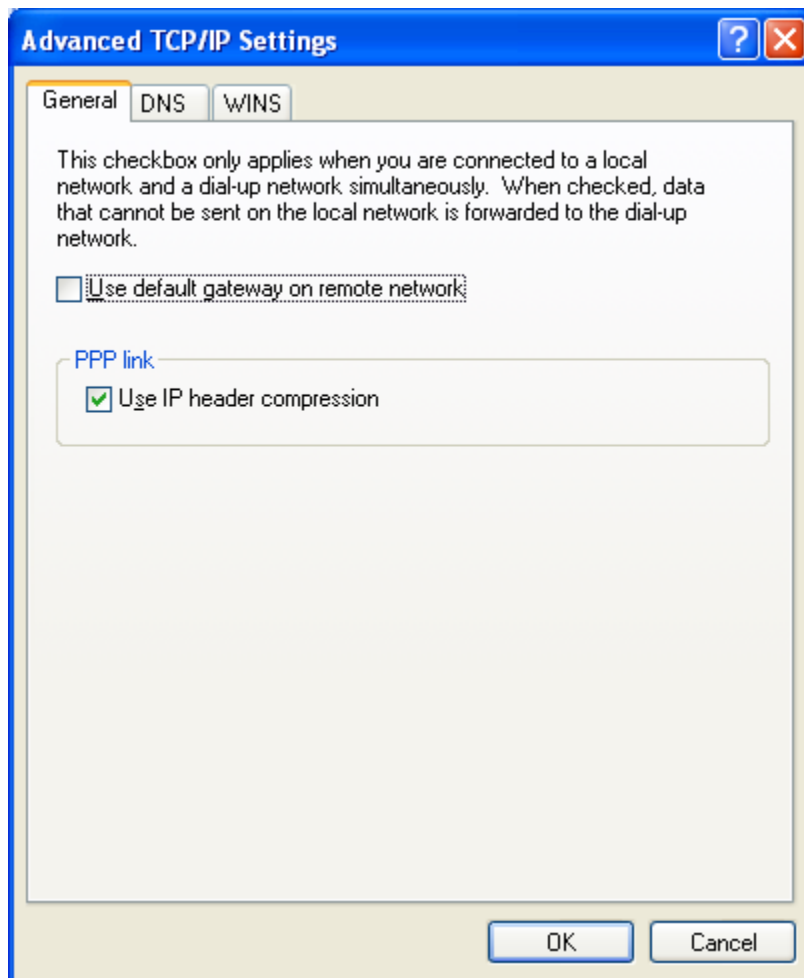 Advanced TCP/IP Settings
General
DNS
WINS
This checkbox only applies when you are connected to a local
network and a dial-up network simultaneously.  When checked, data
that cannot be sent on the local network is forwarded to the dial-up
network.
Use default gateway on remote network
PPP link
Use IP header compression
OK
Cancel